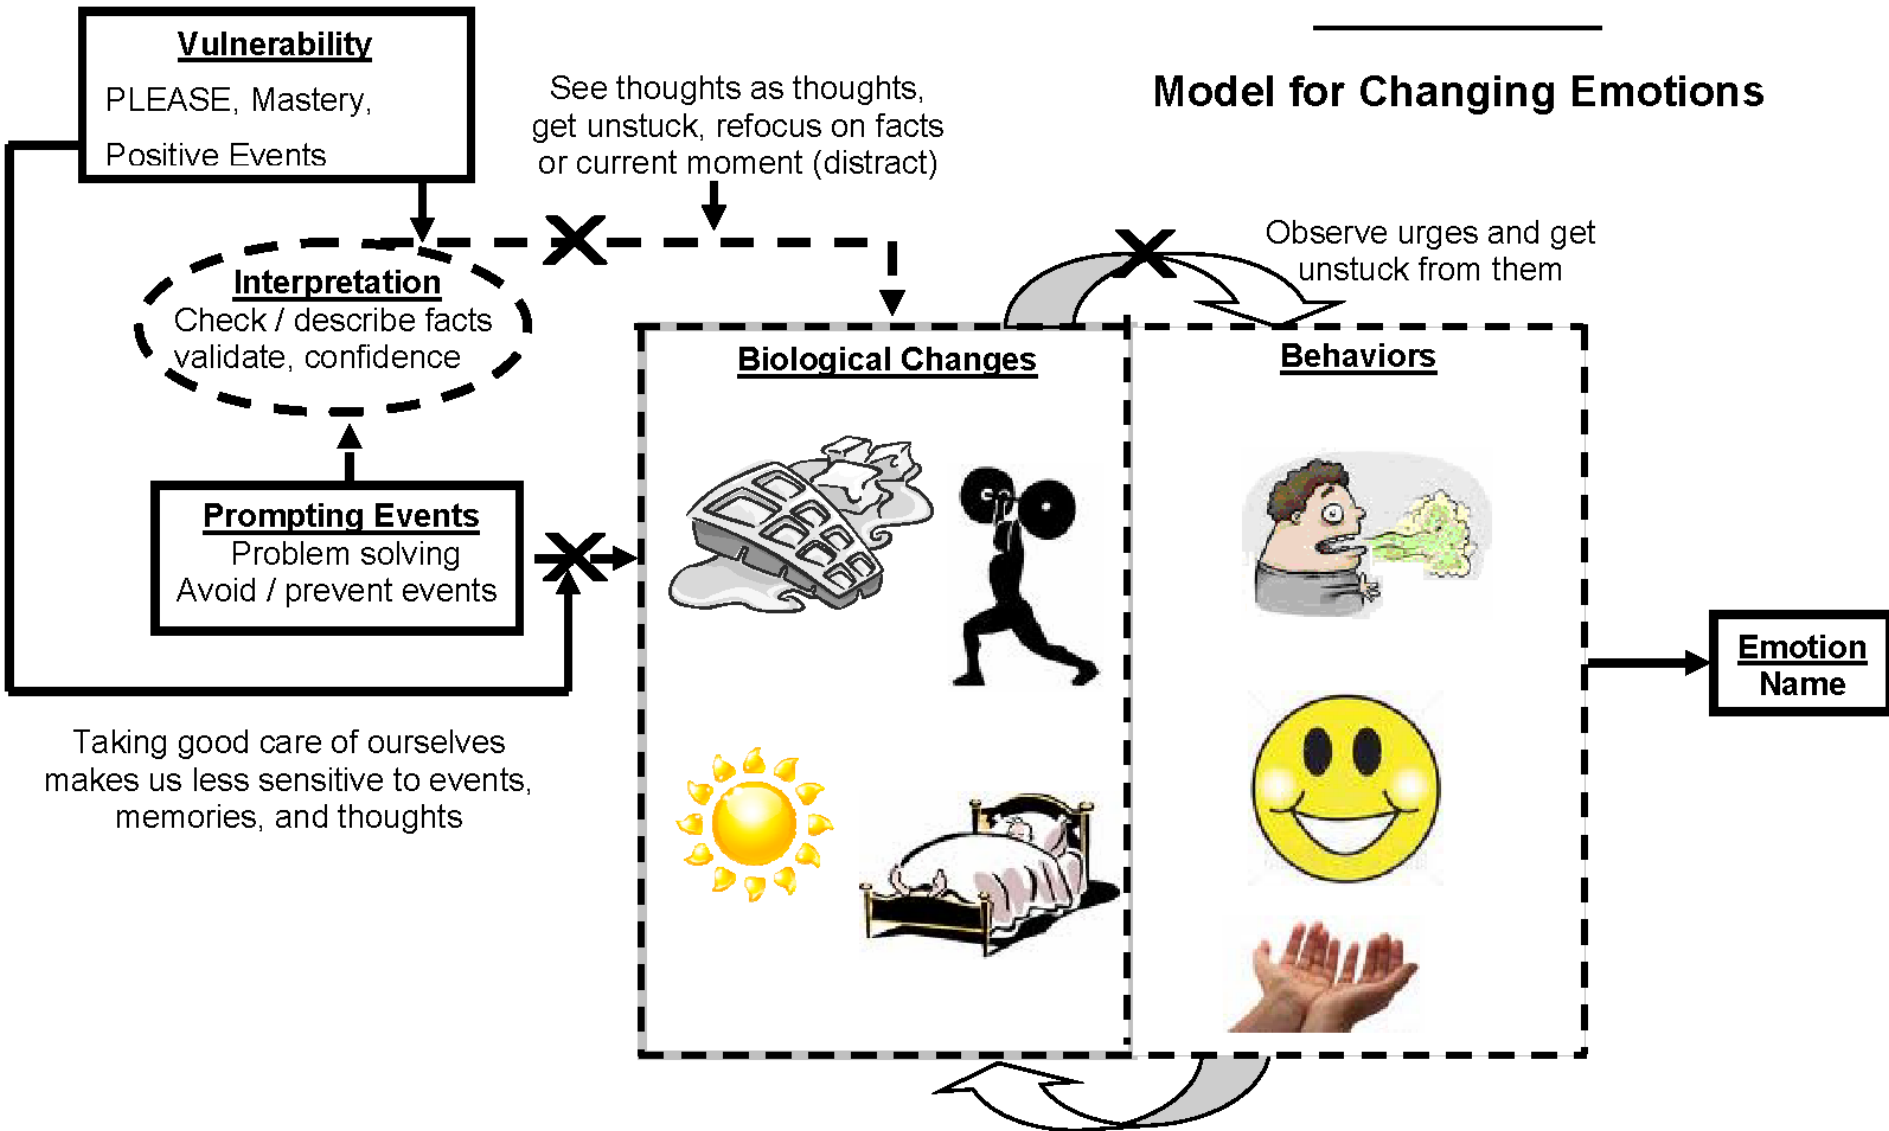 Vulnerability
PLEASE, Mastery,
Positive Events
See thoughts as thoughts,
get unstuck, refocus on facts
or current moment (distract)
Model for Changing Emotions
Observe urges and get
unstuck from them
Interpretation
Check / describe facts
validate, confidence
Biological Changes
Behaviors
Prompting Events
Problem solving
Avoid / prevent events
Emotion
Name
Taking good care of ourselves
makes us less sensitive to events,
memories, and thoughts